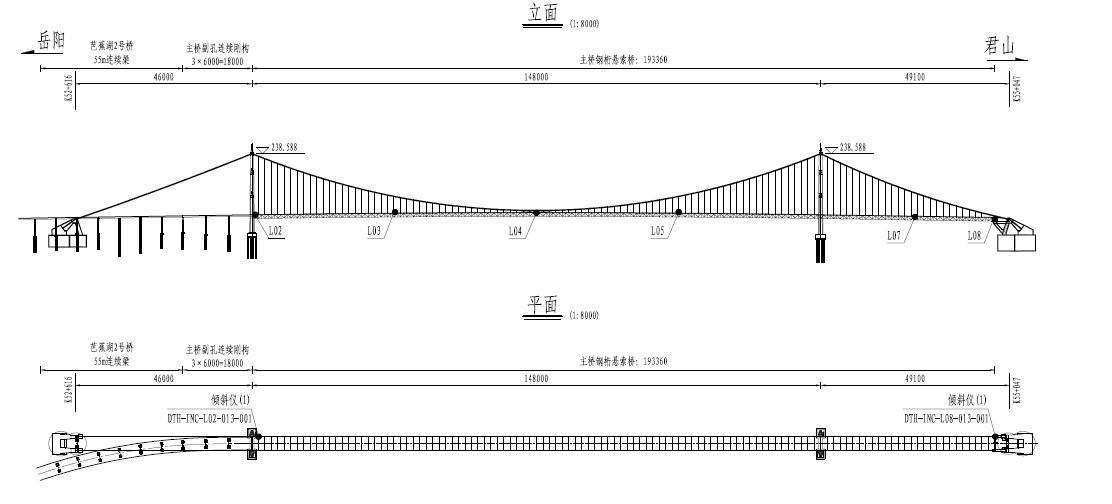 立面 (1:8000)
岳阳
君山
芭蕉湖2号桥
55m连续梁
主桥副孔连续刚构
3×6000=18000
主桥钢桁悬索桥: 193360
46000
148000
49100
K52+616
K55+047
238.588
238.588
L02
L03
L04
L05
L07
L08
平面 (1:8000)
芭蕉湖2号桥
55m连续梁
主桥副孔连续刚构
3×6000=18000
主桥钢桁悬索桥: 193360
46000
148000
49100
K52+616
K55+047
倾斜仪(1)
DTH-INC-L02-013-001
倾斜仪(1)
DTH-INC-L08-013-001